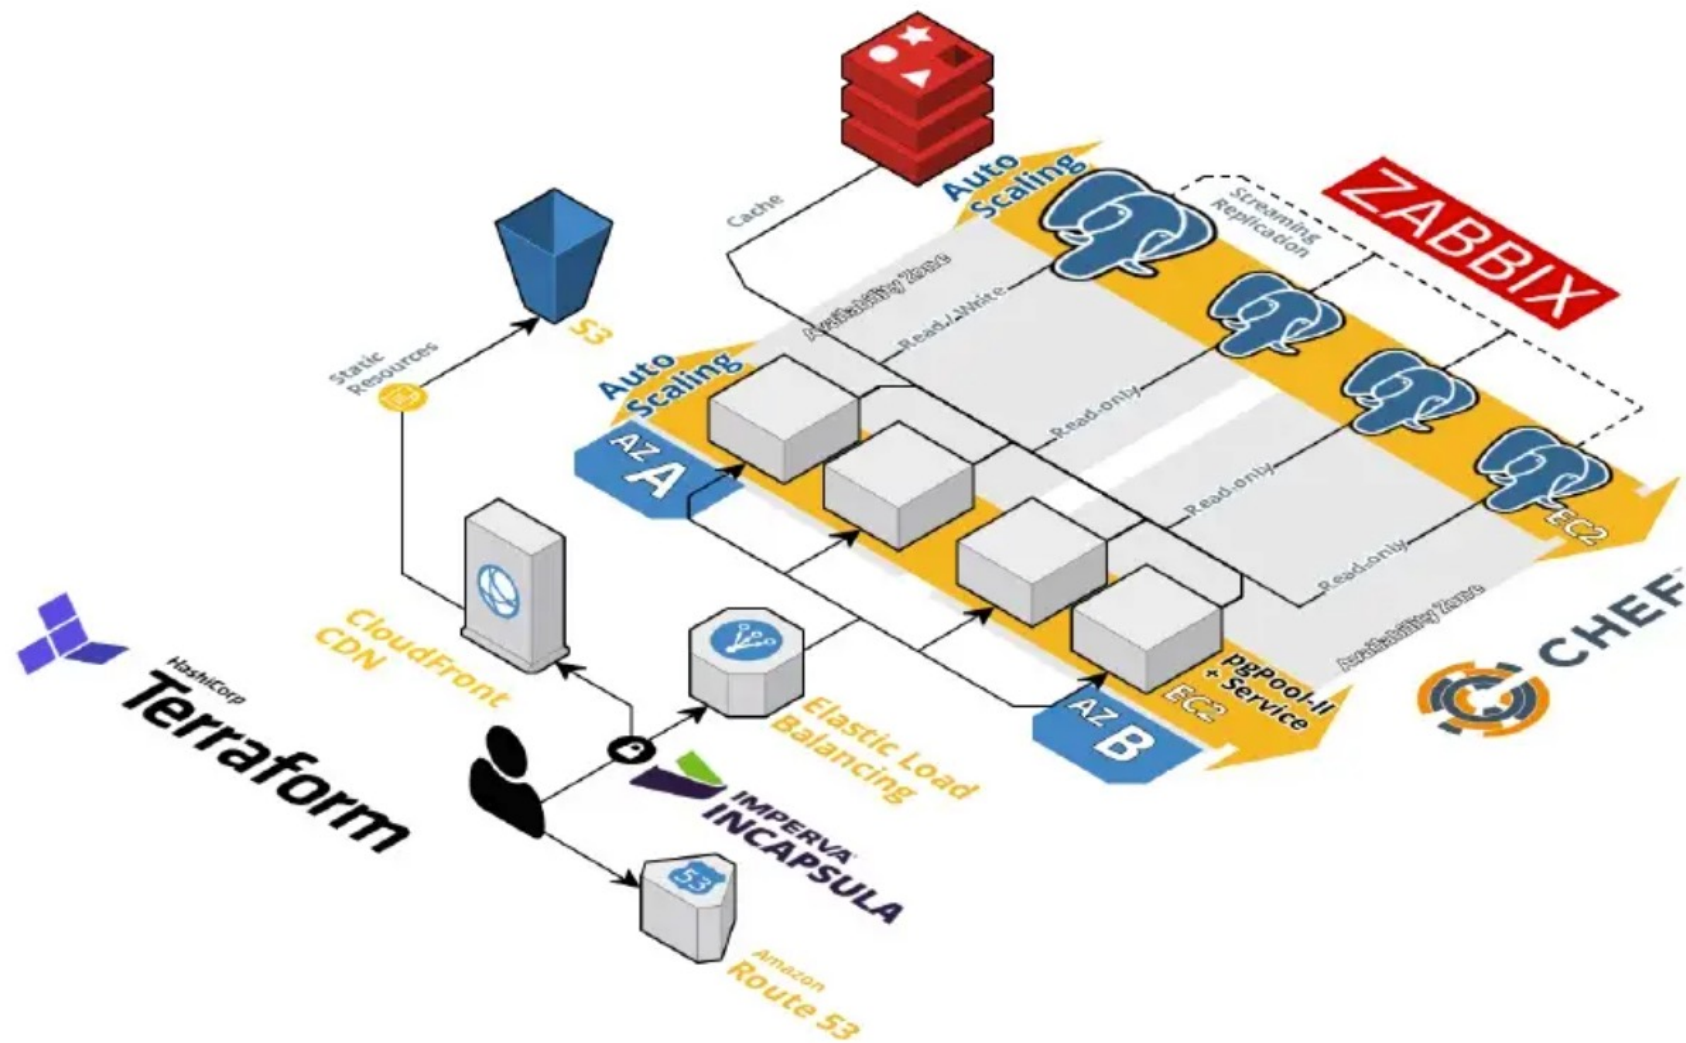 Auto
Scaling
Cache
Streaming
Replication
ZABBIX
Availability Zone
Read / Write
S3
Static
Resources
Auto
Scaling
AZ
A
Read-only
Read-only
Read-only
EC2
Availability Zone
CHEF
CloudFront
CDN
HashiCorp
Terraform
Elastic Load
Balancing
pgPool-II
+ Service
EC2
AZ
B
IMPERVA
INCAPSULA
53
Amazon
Route 53